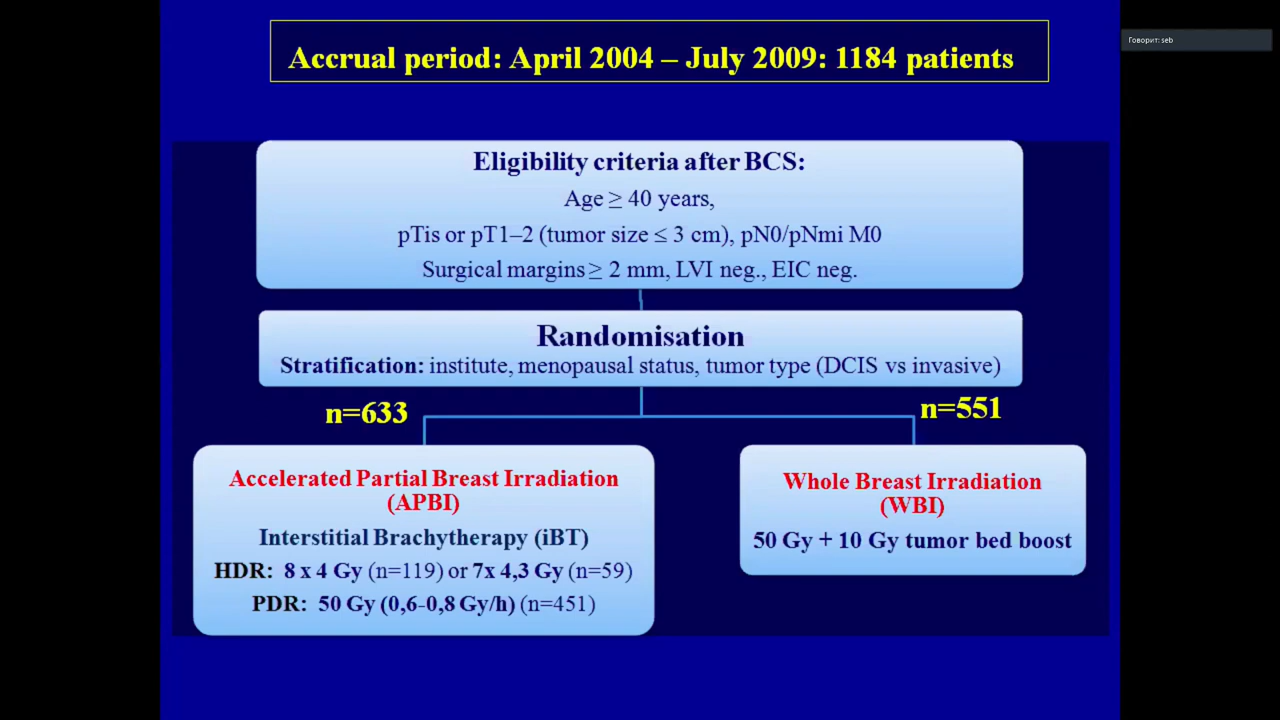 Говорит: seb
Accrual period: April 2004 – July 2009: 1184 patients
Eligibility criteria after BCS:
Age ≥ 40 years,
pTis or pT1–2 (tumor size ≤ 3 cm), pN0/pNmi M0
Surgical margins ≥ 2 mm, LVI neg., EIC neg.
Randomisation
Stratification: institute, menopausal status, tumor type (DCIS vs invasive)
n=633
n=551
Accelerated Partial Breast Irradiation
(APBI)
Interstitial Brachytherapy (iBT)
HDR: 8 x 4 Gy (n=119) or 7x 4,3 Gy (n=59)
PDR: 50 Gy (0,6-0,8 Gy/h) (n=451)
Whole Breast Irradiation
(WBI)
50 Gy + 10 Gy tumor bed boost